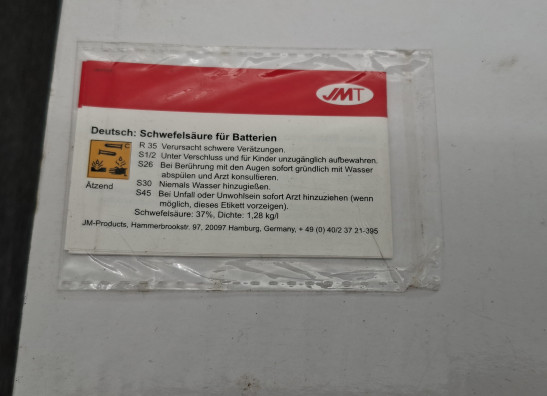 JMT
Deutsch: Schwefelsäure für Batterien
C
R 35 Verursacht schwere Verätzungen.
S1/2 Unter Verschluss und für Kinder unzugänglich aufbewahren.
S26 Bei Berührung mit den Augen sofort gründlich mit Wasser
abspülen und Arzt konsultieren.
Ätzend
S30 Niemals Wasser hinzugießen.
S45 Bei Unfall oder Unwohlsein sofort Arzt hinzuziehen (wenn
möglich, dieses Etikett vorzeigen).
Schwefelsäure: 37%, Dichte: 1,28 kg/l
JM-Products, Hammerbrookstr. 97, 20097 Hamburg, Germany, + 49 (0) 40/2 37 21-395